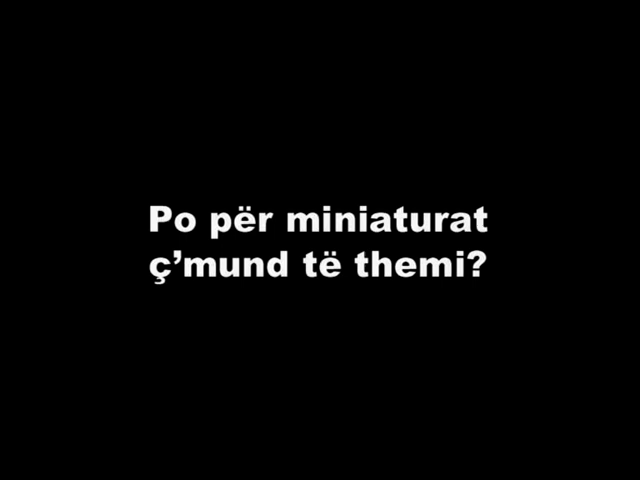 Po për miniaturat
ç’mund të themi?